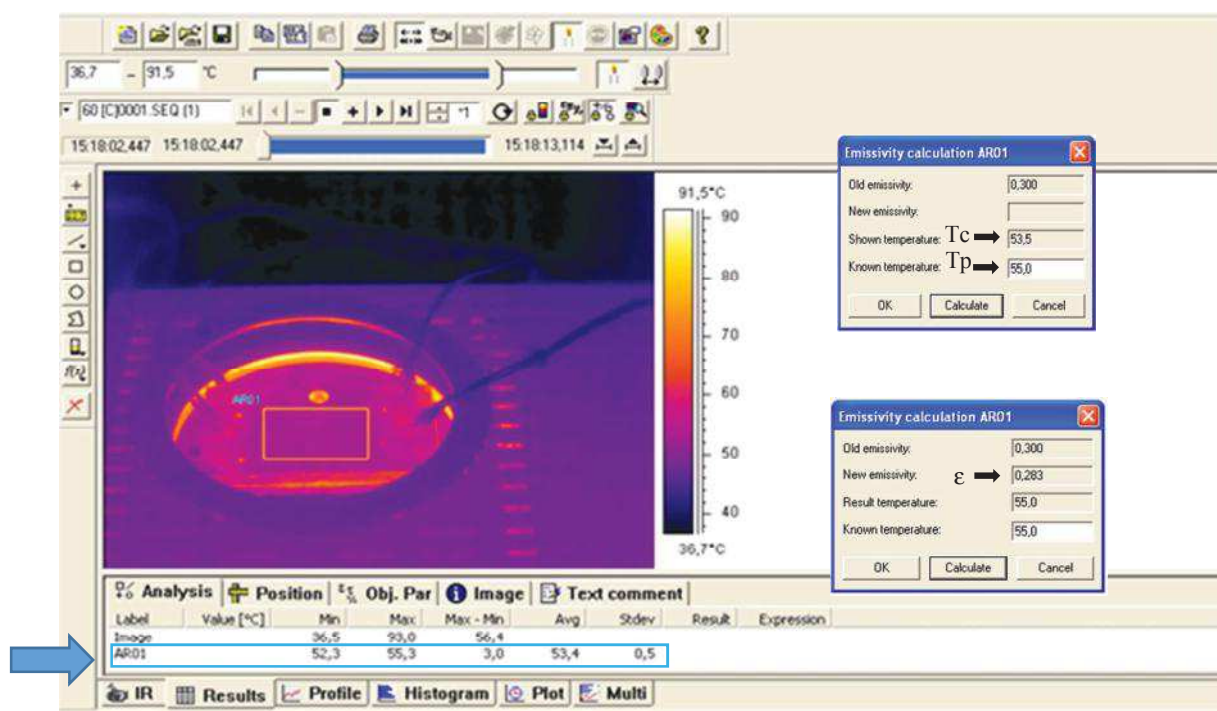 36,7 – 91,5 °C
60 [C]0001.SEQ (1)
15:18:02,447 15:18:02,447 15:18:13,114
Emissivity calculation AR01
Old emissivity: 0,300
New emissivity:
Shown temperature: Tc 53,5
Known temperature: Tp 55,0
OK Calculate Cancel
91,5°C
90
80
70
60
50
40
36,7°C
AR01
Emissivity calculation AR01
Old emissivity: 0,300
New emissivity: ε 0,283
Result temperature: 55,0
Known temperature: 55,0
OK Calculate Cancel
Analysis Position Obj. Par Image Text comment
Label Value [°C] Min Max Max - Min Avg Stdev Result Expression
Image 36,5 93,0 56,4
AR01 52,3 55,3 3,0 53,4 0,5
IR Results Profile Histogram Plot Multi